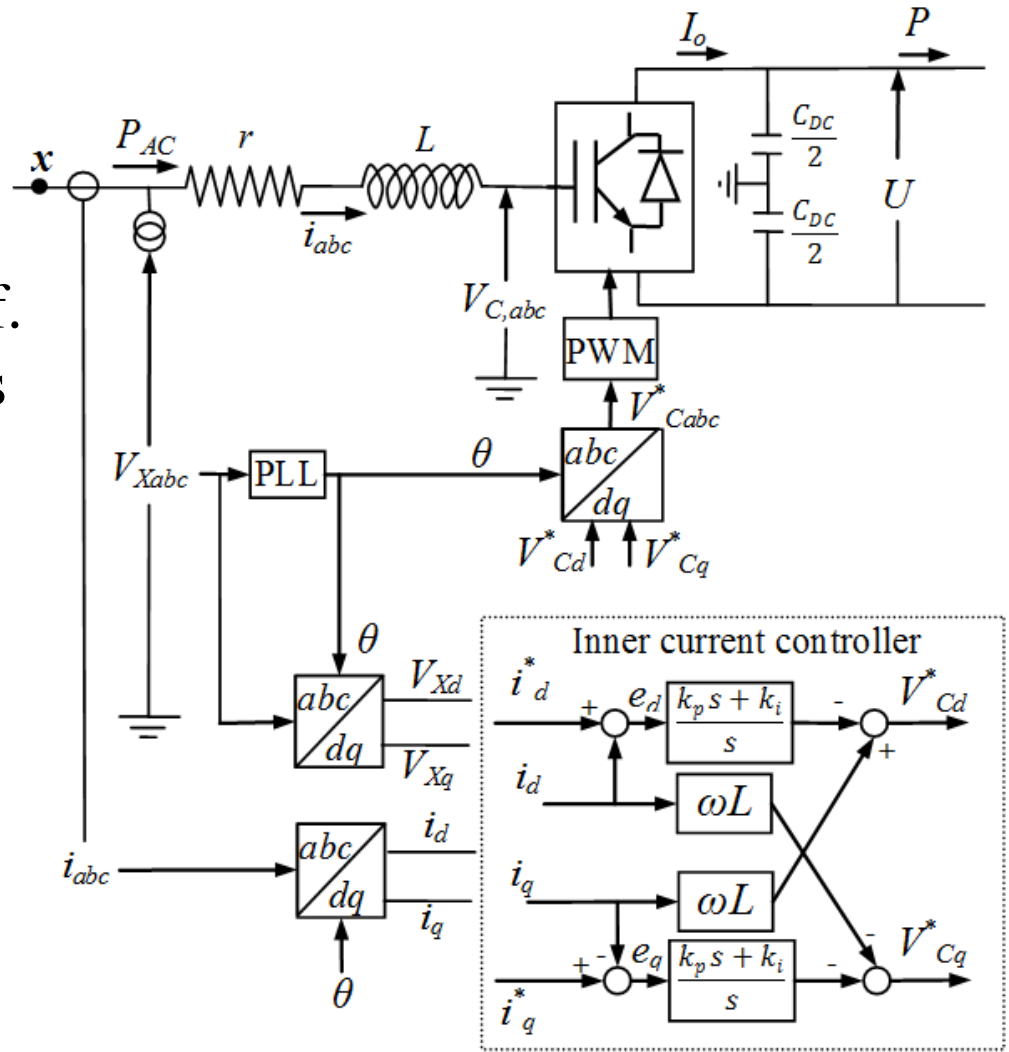 I_o
P
P_AC
r
L
C_DC/2
x
U
i_abc
C_DC/2
V_C,abc
f.
PWM
s
V*_Cabc
θ
abc
V_Xabc
PLL
dq
V*_Cd
V*_Cq
θ
Inner current controller
abc
V_Xd
i*_d
+
e_d
k_p s + k_i
s
-
V*_Cd
+
dq
V_Xq
i_d
ωL
abc
i_d
i_abc
i_q
ωL
dq
i_q
-
V*_Cq
+
-
e_q
k_p s + k_i
s
-
i*_q
θ